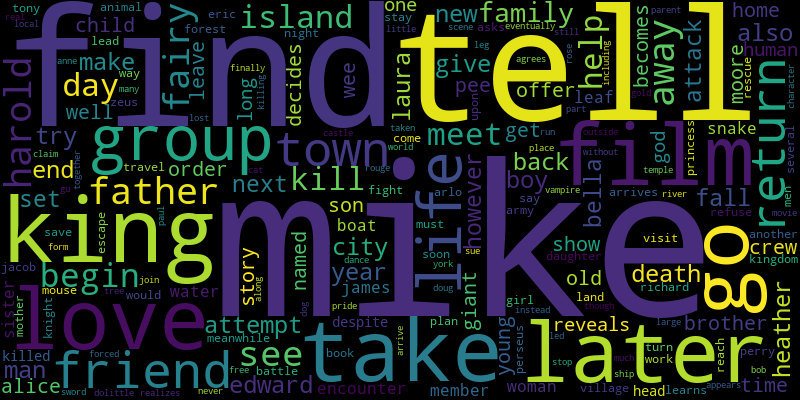 tony
animal
real
local
child
eric
forest
lead
make
way
day
many
zeus
well
harold
find
fairy
leave
night
stay
little
finally
killing
anne
lost
island
decides
long
wee
one
new
family
scene
asks
eventually
still
leg
agrees
rose
laura
give
pee
upon
offer
leaf
part
tell
help
including
becomes
gold
away
attack
moore
rescue
home
also
human
parent
ship
character
try
end
set
claim
group
travel
order
father
castle
taken
come
world
town
cat
rouge
next
kill
fight
meet
get
run
however
place
back
boy
say
army
vampire
film
outside
without
god
princess
bella
temple
snake
fall
river
arrives
refuse
return
several
men
movie
another
king
save
form
escape
gu
together
paul
jacob
begin
join
mouse
tree
would
sister
mother
love
knight
water
story
along
named
dog
son
boat
city
year
dance
james
pride
mike
life
arlo
must
soon
york
doug
sue
giant
plan
girl
instead
show
daughter
old
land
though
richard
death
visit
large
go
crew
kingdom
reveals
brother
heather
killed
man
alice
sword
forced
dolittle
realizes
friend
attempt
meanwhile
see
never
edward
free
battle
despite
book
encounter
take
arrive
member
young
perseus
woman
led
stop
village
later
much
turn
work
head
learns
reach
perry
bob
appears
time